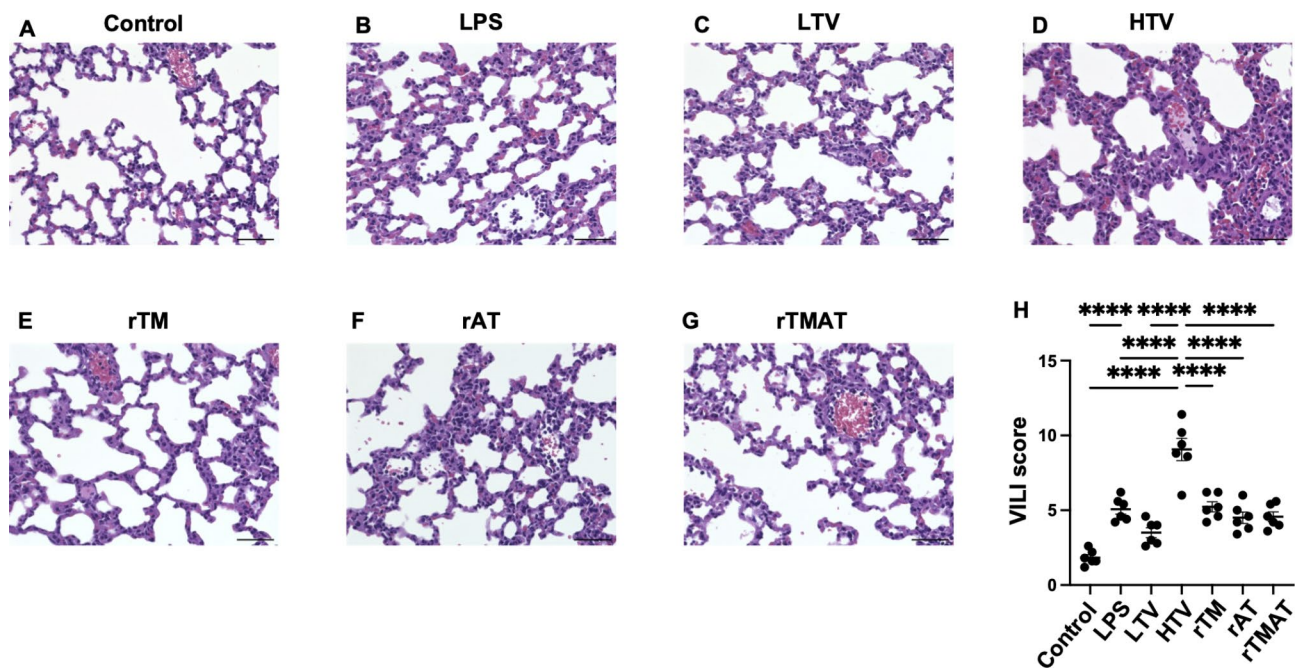 A Control
B LPS
C LTV
D HTV
E rTM
F rAT
G rTMAT
H
**** **** ****
**** ****
**** ****
15
10
5
0
VILI score
Control
LPS
LTV
HTV
rTM
rAT
rTMAT